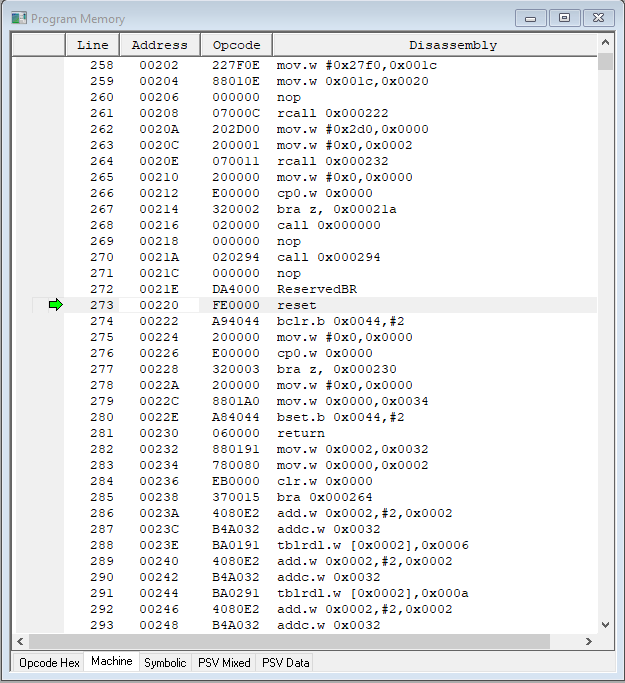 Program Memory
Line Address Opcode Disassembly
258 00202 227F0E mov.w #0x27f0,0x001c
259 00204 88010E mov.w 0x001c,0x0020
260 00206 000000 nop
261 00208 07000C rcall 0x000222
262 0020A 202D00 mov.w #0x2d0,0x0000
263 0020C 200001 mov.w #0x0,0x0002
264 0020E 070011 rcall 0x000232
265 00210 200000 mov.w #0x0,0x0000
266 00212 E00000 cp0.w 0x0000
267 00214 320002 bra z, 0x00021a
268 00216 020000 call 0x000000
269 00218 000000 nop
270 0021A 020294 call 0x000294
271 0021C 000000 nop
272 0021E DA4000 ReservedBR
273 00220 FE0000 reset
274 00222 A94044 bclr.b 0x0044,#2
275 00224 200000 mov.w #0x0,0x0000
276 00226 E00000 cp0.w 0x0000
277 00228 320003 bra z, 0x000230
278 0022A 200000 mov.w #0x0,0x0000
279 0022C 8801A0 mov.w 0x0000,0x0034
280 0022E A84044 bset.b 0x0044,#2
281 00230 060000 return
282 00232 880191 mov.w 0x0002,0x0032
283 00234 780080 mov.w 0x0000,0x0002
284 00236 EB0000 clr.w 0x0000
285 00238 370015 bra 0x000264
286 0023A 4080E2 add.w 0x0002,#2,0x0002
287 0023C B4A032 addc.w 0x0032
288 0023E BA0191 tblrdl.w [0x0002],0x0006
289 00240 4080E2 add.w 0x0002,#2,0x0002
290 00242 B4A032 addc.w 0x0032
291 00244 BA0291 tblrdl.w [0x0002],0x000a
292 00246 4080E2 add.w 0x0002,#2,0x0002
293 00248 B4A032 addc.w 0x0032
Opcode Hex Machine Symbolic PSV Mixed PSV Data